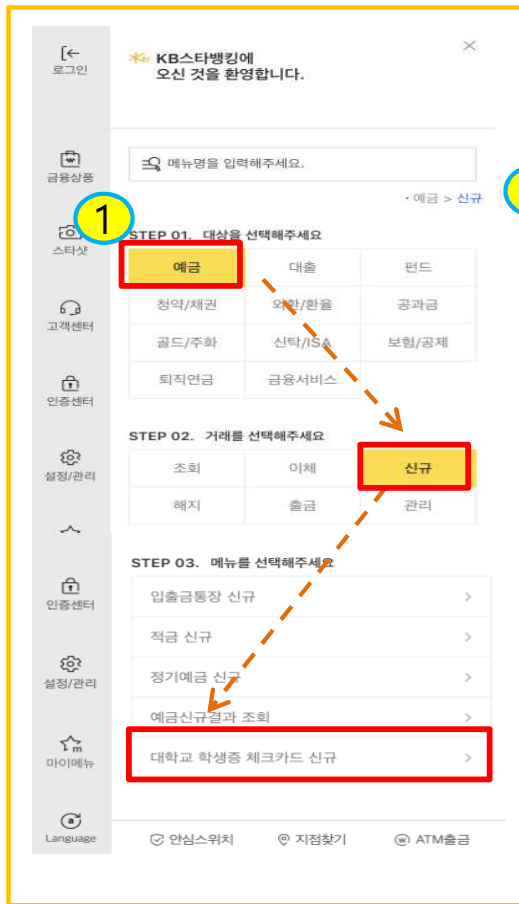 로그인
KB스타뱅킹에
오신 것을 환영합니다.
금융상품
메뉴명을 입력해주세요.
· 예금 > 신규
1
스타샷
STEP 01. 대상을 선택해주세요
예금 대출 펀드
청약/채권 외환/환율 공과금
고객센터
골드/주화 신탁/ISA 보험/공제
퇴직연금 금융서비스
인증센터
STEP 02. 거래를 선택해주세요
조회 이체 신규
설정/관리
해지 출금 관리
STEP 03. 메뉴를 선택해주세요
인증센터
입출금통장 신규
적금 신규
설정/관리
정기예금 신규
예금신규결과 조회
마이메뉴
대학교 학생증 체크카드 신규
Language
안심스위치 지점찾기 ATM출금